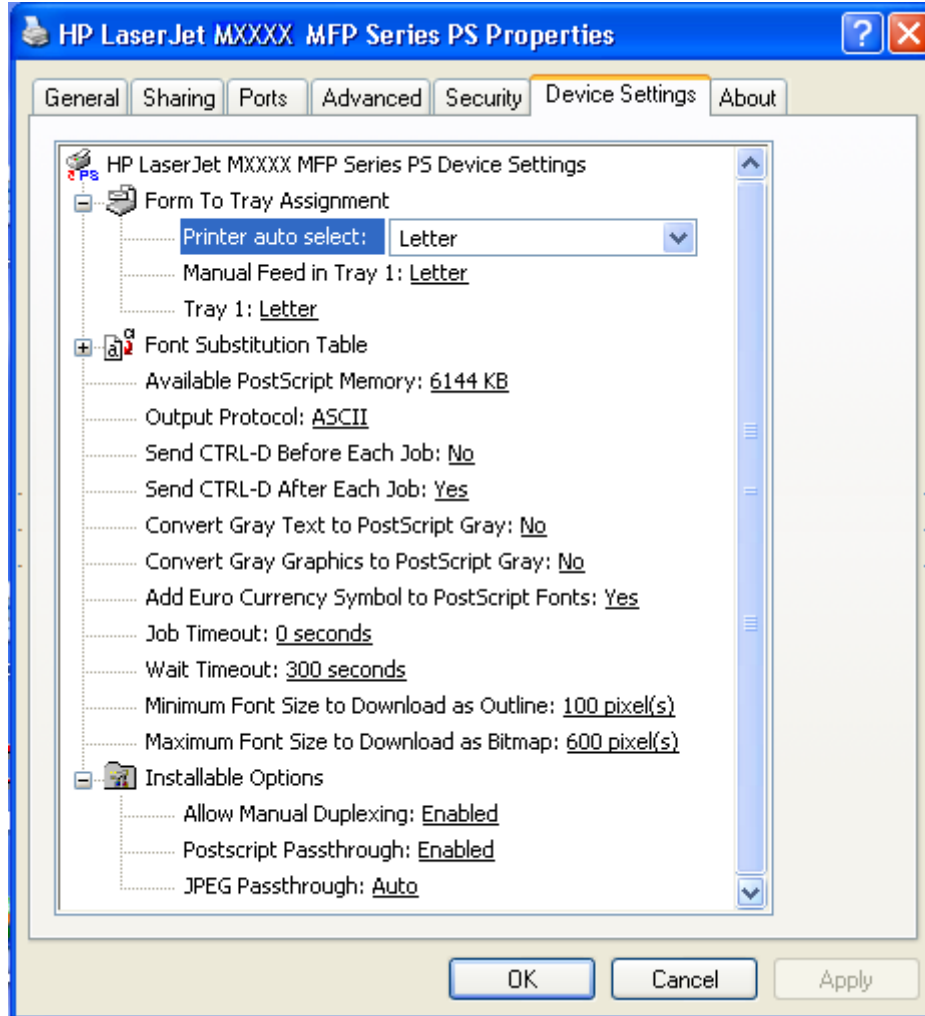 HP LaserJet MXXXX MFP Series PS Properties
General Sharing Ports Advanced Security Device Settings About
HP LaserJet MXXXX MFP Series PS Device Settings
Form To Tray Assignment
Printer auto select: Letter
Manual Feed in Tray 1: Letter
Tray 1: Letter
Font Substitution Table
Available PostScript Memory: 6144 KB
Output Protocol: ASCII
Send CTRL-D Before Each Job: No
Send CTRL-D After Each Job: Yes
Convert Gray Text to PostScript Gray: No
Convert Gray Graphics to PostScript Gray: No
Add Euro Currency Symbol to PostScript Fonts: Yes
Job Timeout: 0 seconds
Wait Timeout: 300 seconds
Minimum Font Size to Download as Outline: 100 pixel(s)
Maximum Font Size to Download as Bitmap: 600 pixel(s)
Installable Options
Allow Manual Duplexing: Enabled
Postscript Passthrough: Enabled
JPEG Passthrough: Auto
OK Cancel Apply